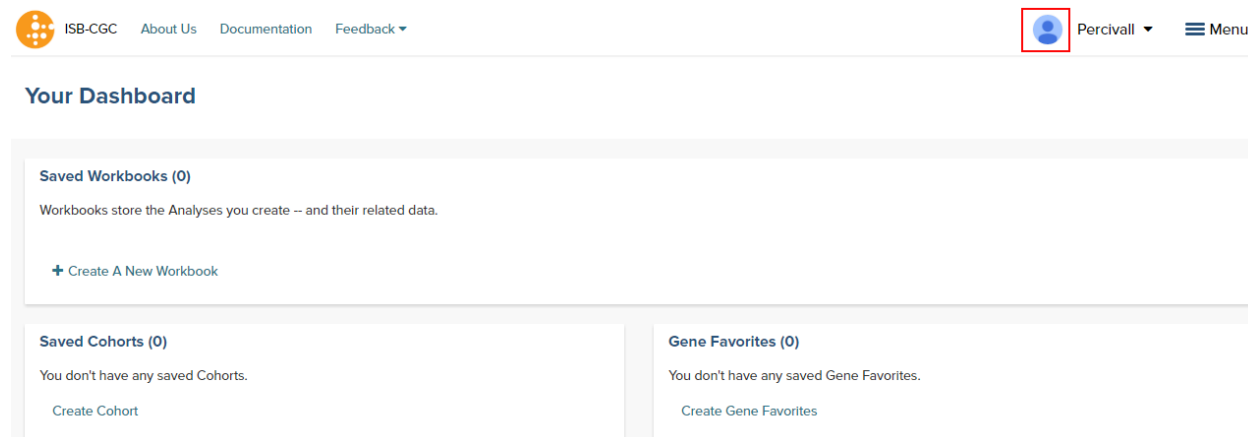 ISB-CGC About Us Documentation Feedback Percivall Menu
Your Dashboard
Saved Workbooks (0)
Workbooks store the Analyses you create -- and their related data.
+ Create A New Workbook
Saved Cohorts (0)
You don't have any saved Cohorts.
Create Cohort
Gene Favorites (0)
You don't have any saved Gene Favorites.
Create Gene Favorites